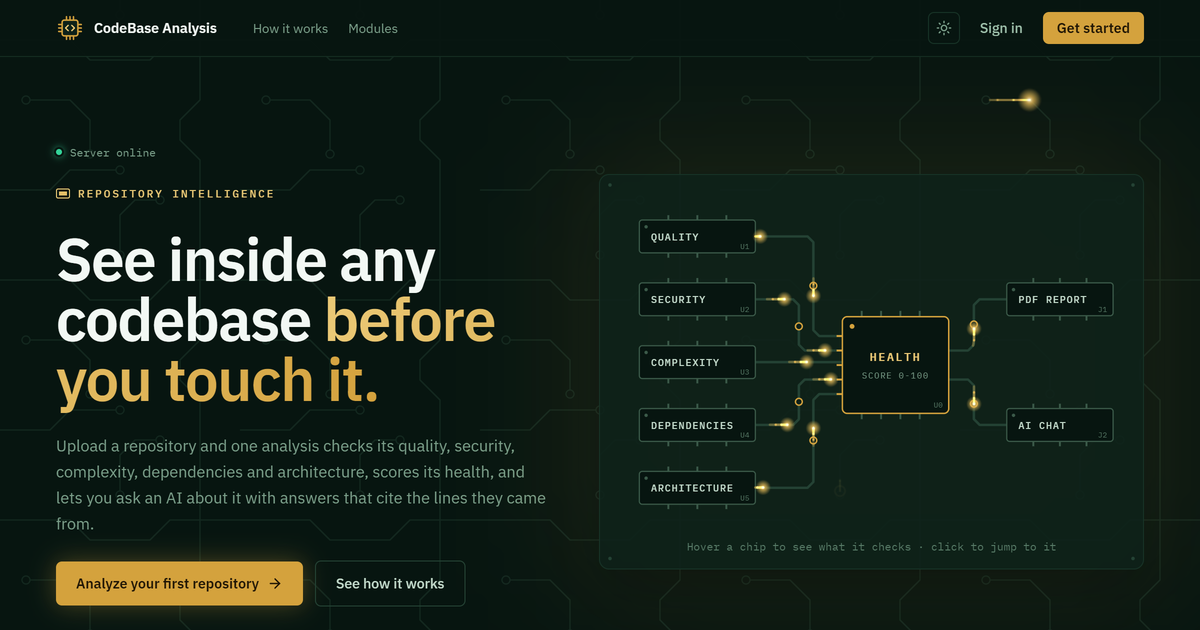 CodeBase Analysis
How it works
Modules
Sign in
Get started
Server online
REPOSITORY INTELLIGENCE
See inside any
codebase before
you touch it.
Upload a repository and one analysis checks its quality, security,
complexity, dependencies and architecture, scores its health, and
lets you ask an AI about it with answers that cite the lines they came
from.
Analyze your first repository →
See how it works
QUALITY
U1
SECURITY
U2
COMPLEXITY
U3
DEPENDENCIES
U4
ARCHITECTURE
U5
HEALTH
SCORE 0-100
U0
PDF REPORT
J1
AI CHAT
J2
Hover a chip to see what it checks · click to jump to it